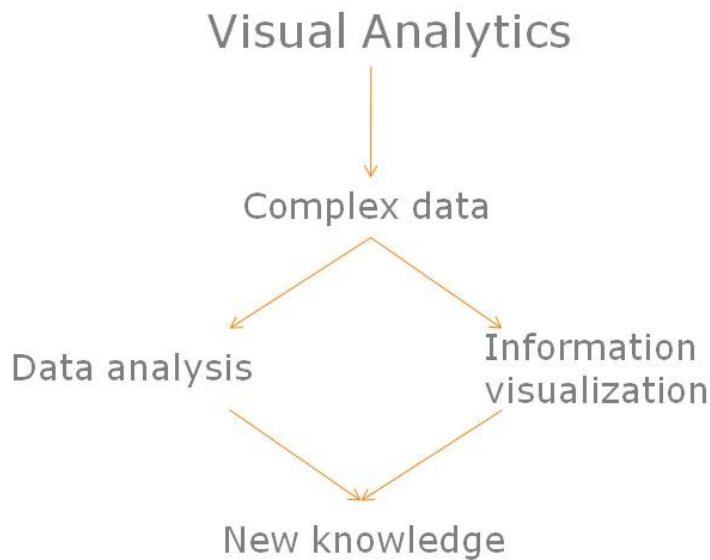 Visual Analytics
Complex data
Data analysis
Information
visualization
New knowledge